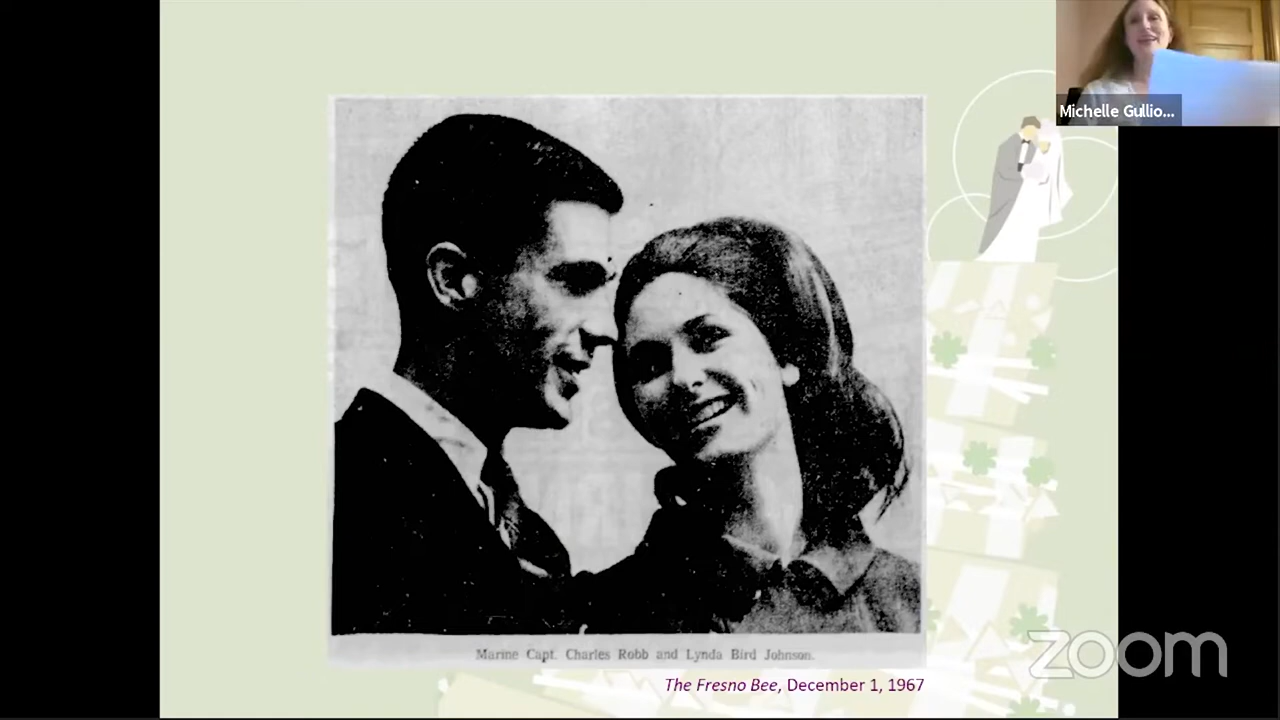 Michelle Gullio...
Marine Capt. Charles Robb and Lynda Bird Johnson.
The Fresno Bee, December 1, 1967
zoom